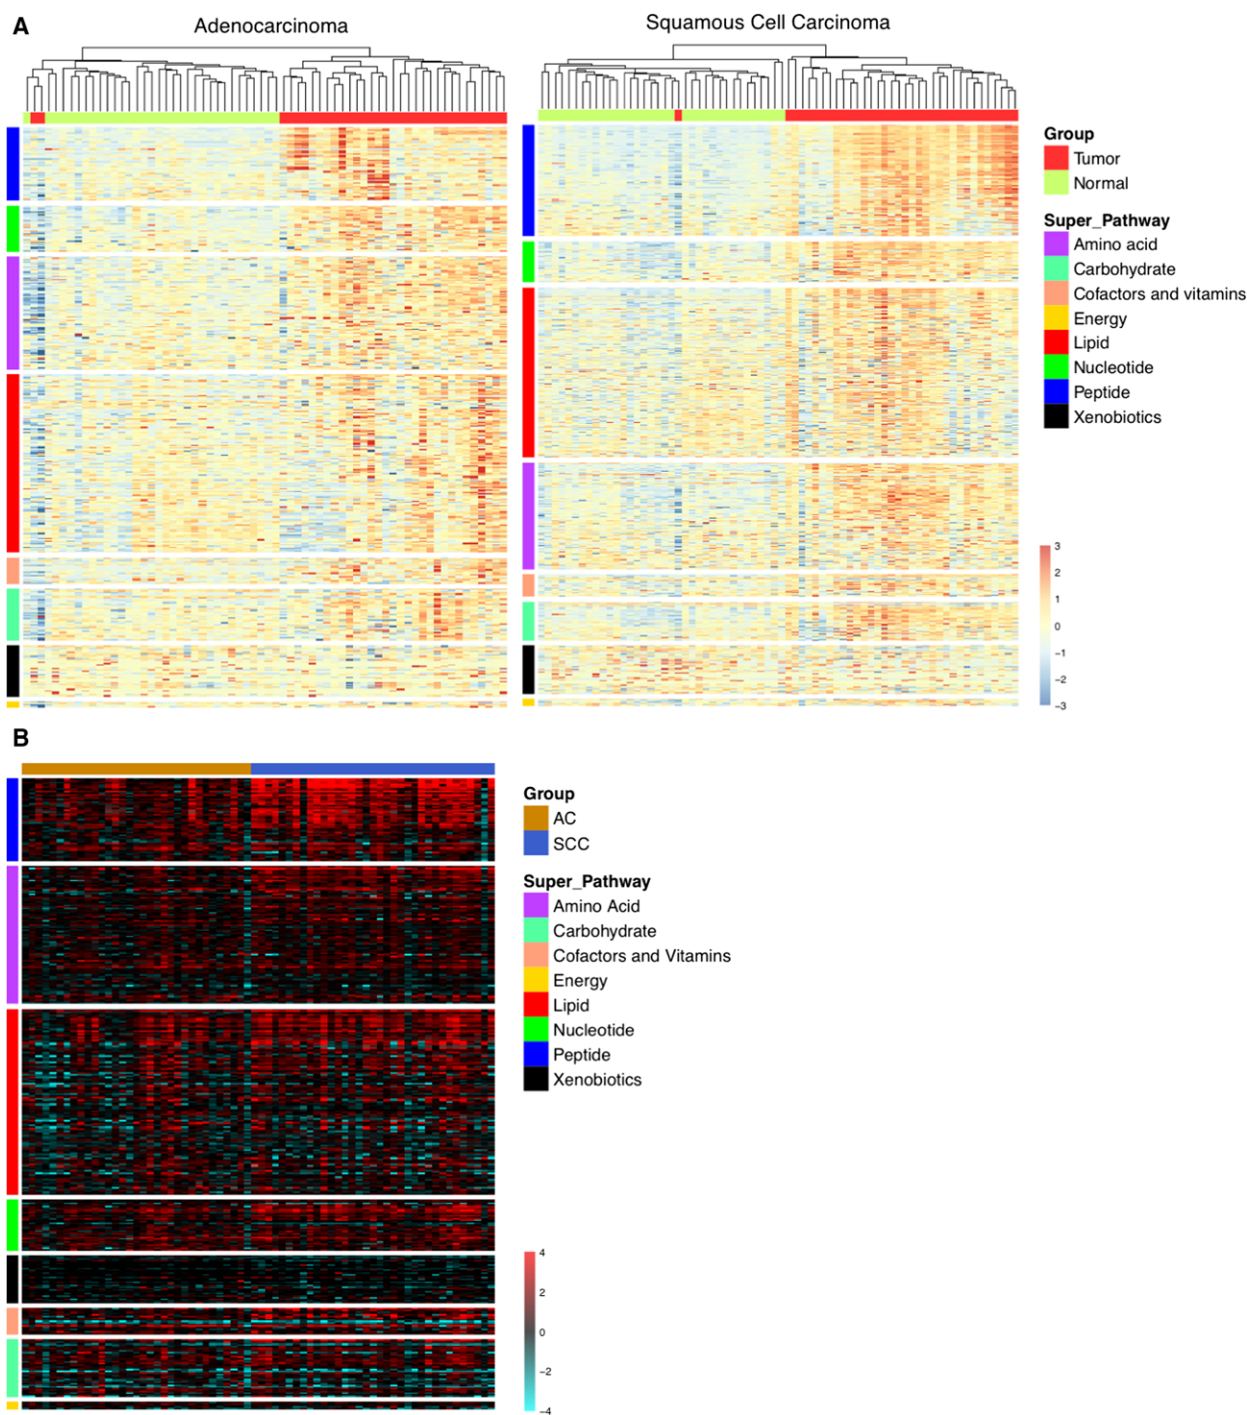 A
Adenocarcinoma
Squamous Cell Carcinoma
Group
Tumor
Normal
Super_Pathway
Amino acid
Carbohydrate
Cofactors and vitamins
Energy
Lipid
Nucleotide
Peptide
Xenobiotics
3
2
1
0
−1
−2
−3
B
Group
AC
SCC
Super_Pathway
Amino Acid
Carbohydrate
Cofactors and Vitamins
Energy
Lipid
Nucleotide
Peptide
Xenobiotics
4
2
0
−2
−4